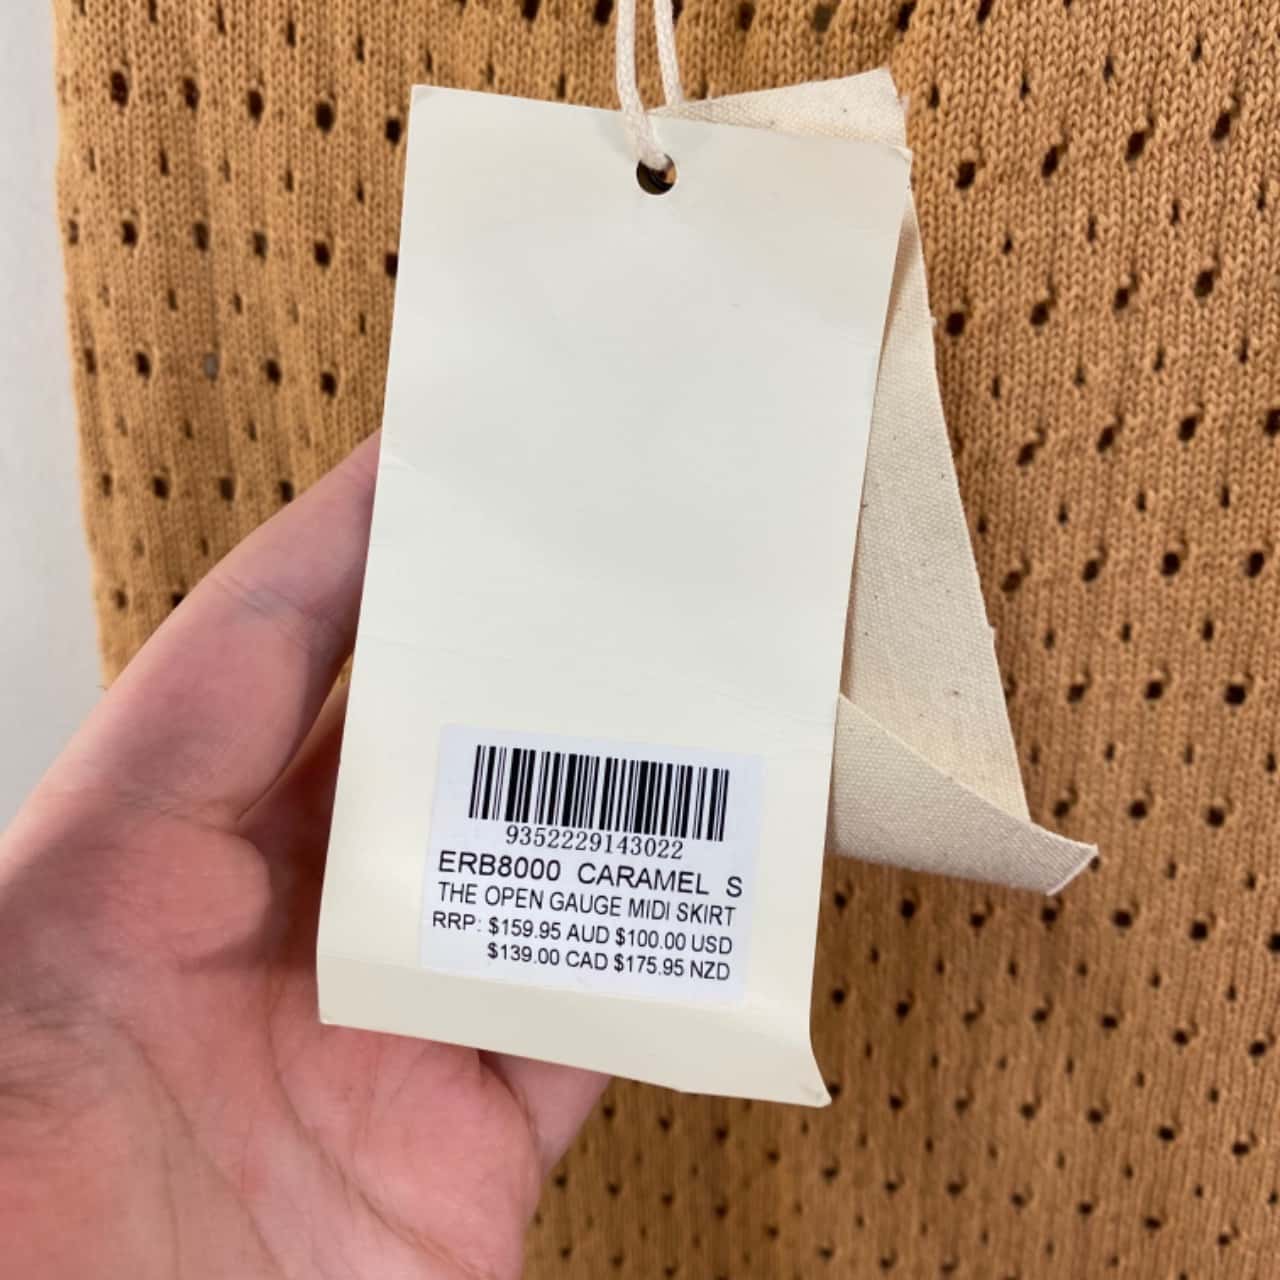 9352229143022
ERB8000 CARAMEL S
THE OPEN GAUGE MIDI SKIRT
RRP: $159.95 AUD $100.00 USD
$139.00 CAD $175.95 NZD